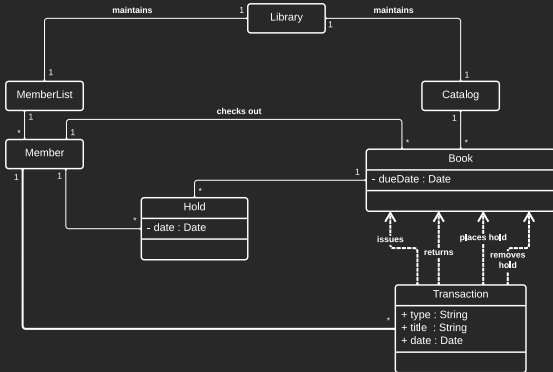 maintains
1
Library
1
maintains
1
1
MemberList
Catalog
1
1
checks out
*
1
*
*
Member
Book
1
1
1
- dueDate : Date
*
Hold
*
- date : Date
issues
returns
places hold
removes
hold
Transaction
*
+ type : String
+ title : String
+ date : Date